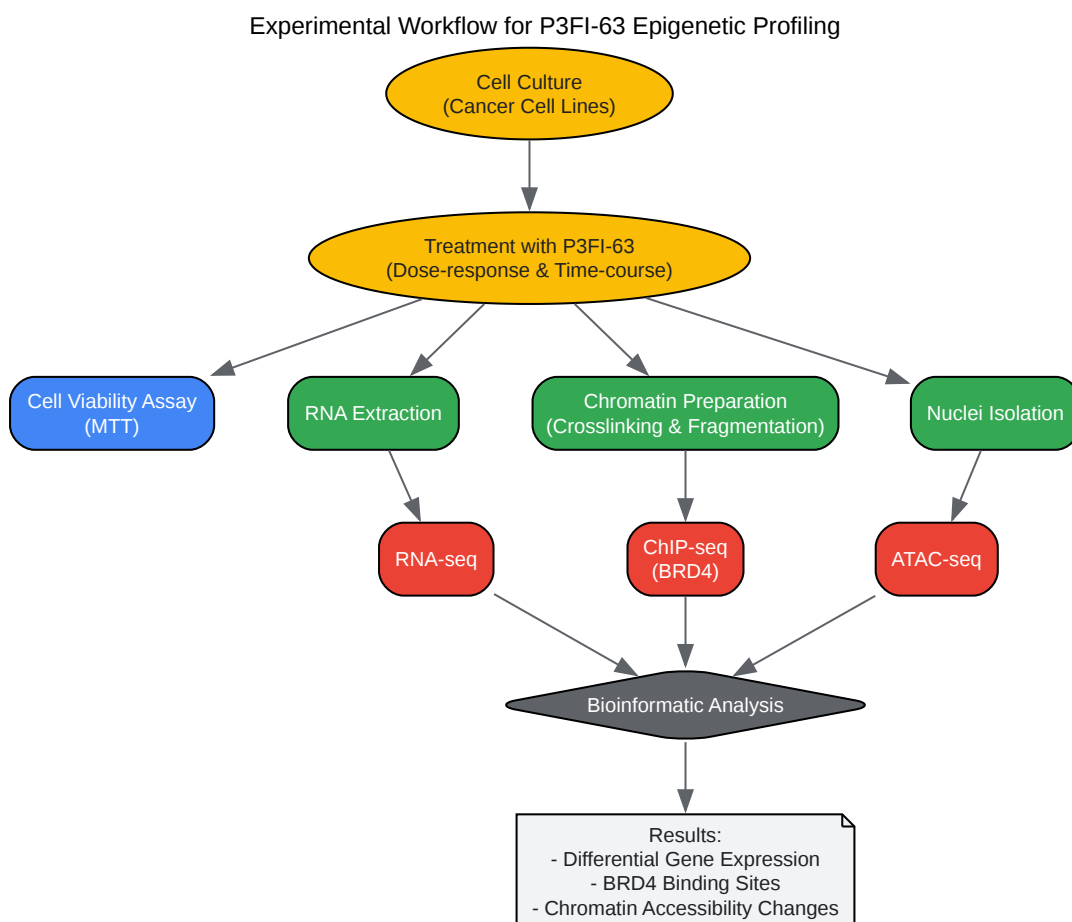 Experimental Workflow for P3FI-63 Epigenetic Profiling
Cell Culture
(Cancer Cell Lines)
Treatment with P3FI-63
(Dose-response & Time-course)
Cell Viability Assay
(MTT)
RNA Extraction
Chromatin Preparation
(Crosslinking & Fragmentation)
Nuclei Isolation
RNA-seq
ChIP-seq
(BRD4)
ATAC-seq
Bioinformatic Analysis
Results:
- Differential Gene Expression
- BRD4 Binding Sites
- Chromatin Accessibility Changes